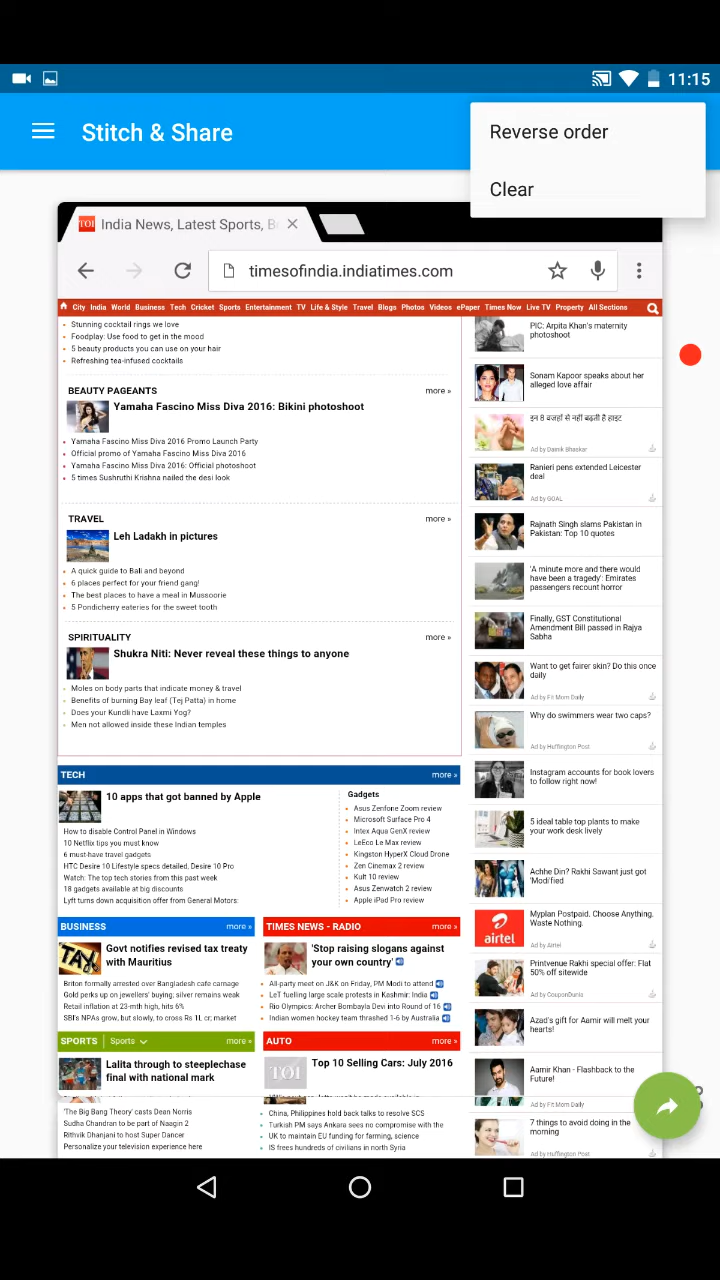 11:15
Stitch & Share
Reverse order
Clear
TOI India News, Latest Sports, B
timesofindia.indiatimes.com
City India World Business Tech Cricket Sports Entertainment TV Life & Style Travel Blogs Photos Videos ePaper Times Now Live TV Property All Sections
Stunning cocktail rings we love
Foodplay: Use food to get in the mood
5 beauty products you can use on your hair
Refreshing tea-infused cocktails
BEAUTY PAGEANTS more »
Yamaha Fascino Miss Diva 2016: Bikini photoshoot
Yamaha Fascino Miss Diva 2016 Promo Launch Party
Official promo of Yamaha Fascino Miss Diva 2016
Yamaha Fascino Miss Diva 2016: Official photoshoot
5 times Sushruthi Krishna nailed the desi look
TRAVEL more »
Leh Ladakh in pictures
A quick guide to Bali and beyond
6 places perfect for your friend gang!
The best places to have a meal in Mussoorie
5 Pondicherry eateries for the sweet tooth
SPIRITUALITY more »
Shukra Niti: Never reveal these things to anyone
Moles on body parts that indicate money & travel
Benefits of burning Bay leaf (Tej Patta) in home
Does your Kundli have Laxmi Yog?
Men not allowed inside these Indian temples
PIC: Arpita Khan's maternity
photoshoot
Sonam Kapoor speaks about her
alleged love affair
इन 8 वजहों से नहीं बढ़ती है हाइट
Ad by Dainik Bhaskar
Ranieri pens extended Leicester
deal
Ad by GOAL
Rajnath Singh slams Pakistan in
Pakistan: Top 10 quotes
'A minute more and there would
have been a tragedy': Emirates
passengers recount horror
Finally, GST Constitutional
Amendment Bill passed in Rajya
Sabha
Want to get fairer skin? Do this once
daily
Ad by Fit Mom Daily
Why do swimmers wear two caps?
Ad by Huffington Post
Instagram accounts for book lovers
to follow right now!
5 ideal table top plants to make
your work desk lively
Achhe Din? Rakhi Sawant just got
'Modi'fied
airtel
Myplan Postpaid. Choose Anything.
Waste Nothing.
Ad by Airtel
Printvenue Rakhi special offer: Flat
50% off sitewide
Ad by CouponDunia
Azad's gift for Aamir will melt your
hearts!
Aamir Khan - Flashback to the
Future!
Ad by Fit Mom Daily
7 things to avoid doing in the
morning
Ad by Huffington Post
TECH more »
10 apps that got banned by Apple
How to disable Control Panel in Windows
10 Netflix tips you must know
6 must-have travel gadgets
HTC Desire 10 Lifestyle specs detailed, Desire 10 Pro
Watch: The top tech stories from this past week
18 gadgets available at big discounts
Lyft turns down acquisition offer from General Motors:
Gadgets
Asus Zenfone Zoom review
Microsoft Surface Pro 4
Intex Aqua GenX review
LeEco Le Max review
Kingston HyperX Cloud Drone
Zen Cinemax 2 review
Kult 10 review
Asus Zenwatch 2 review
Apple iPad Pro review
BUSINESS more »
TAX
Govt notifies revised tax treaty
with Mauritius
Briton formally arrested over Bangladesh cafe carnage
Gold perks up on jewellers' buying; silver remains weak
Retail inflation at 23-mth high, hits 6%
SBI's NPAs grow, but slowly, to cross Rs 1L cr; market
TIMES NEWS - RADIO more »
'Stop raising slogans against
your own country'
All-party meet on J&K on Friday, PM Modi to attend
LeT fuelling large scale protests in Kashmir: India
Rio Olympics: Archer Bombayla Devi into Round of 16
Indian women hockey team thrashed 1-6 by Australia
SPORTS | Sports more »
Lalita through to steeplechase
final with national mark
'The Big Bang Theory' casts Dean Norris
Sudha Chandran to be part of Naagin 2
Rithvik Dhanjani to host Super Dancer
Personalize your television experience here
AUTO more »
TOI
Top 10 Selling Cars: July 2016
China, Philippines hold back talks to resolve SCS
Turkish PM says Ankara sees no compromise with the
UK to maintain EU funding for farming, science
IS frees hundreds of civilians in north Syria